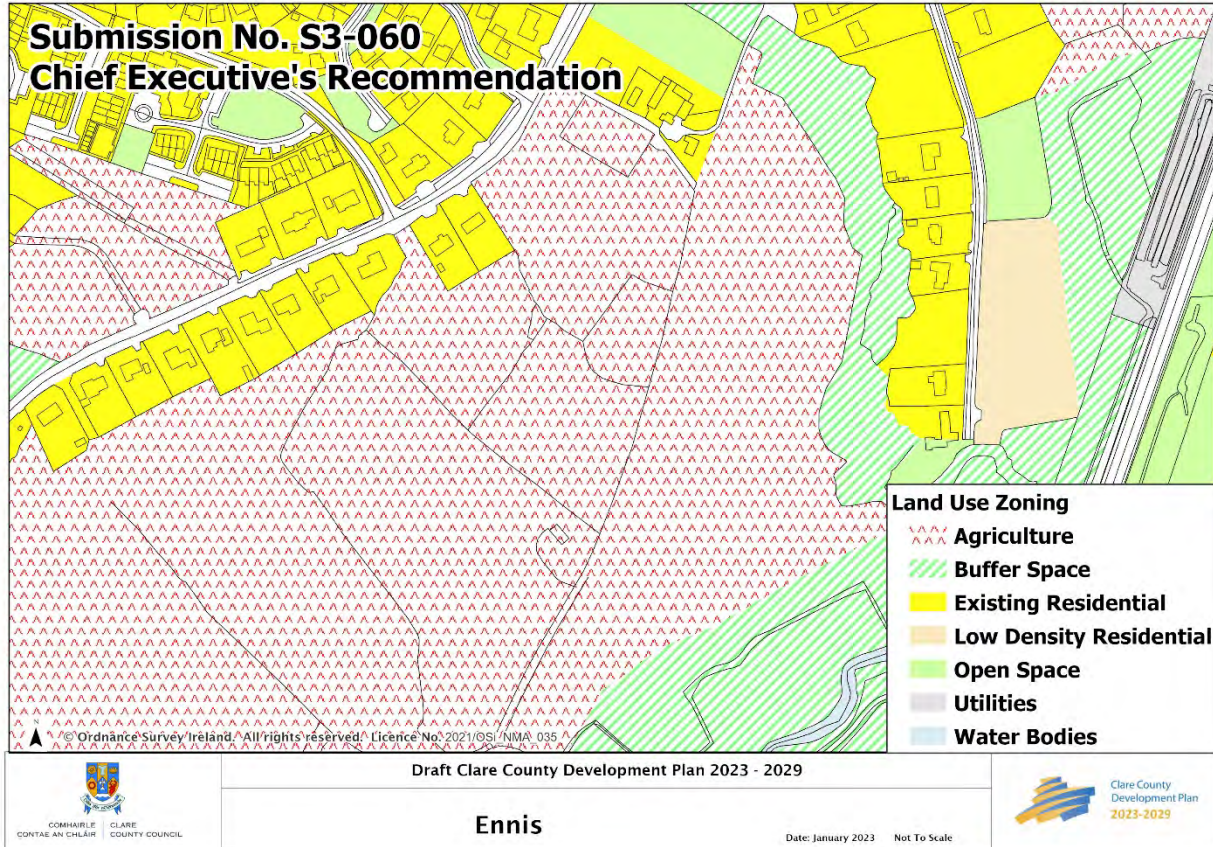 Submission No. S3-060
Chief Executive's Recommendation
Land Use Zoning
Agriculture
Buffer Space
Existing Residential
Low Density Residential
Open Space
Utilities
Water Bodies
N
© Ordnance Survey Ireland. All rights reserved. Licence No. 2021/OSi_NMA_035
COMHAIRLE
CONTAE AN CHLÁIR
CLARE
COUNTY COUNCIL
Draft Clare County Development Plan 2023 - 2029
Ennis
Date: January 2023 Not To Scale
Clare County
Development Plan
2023-2029